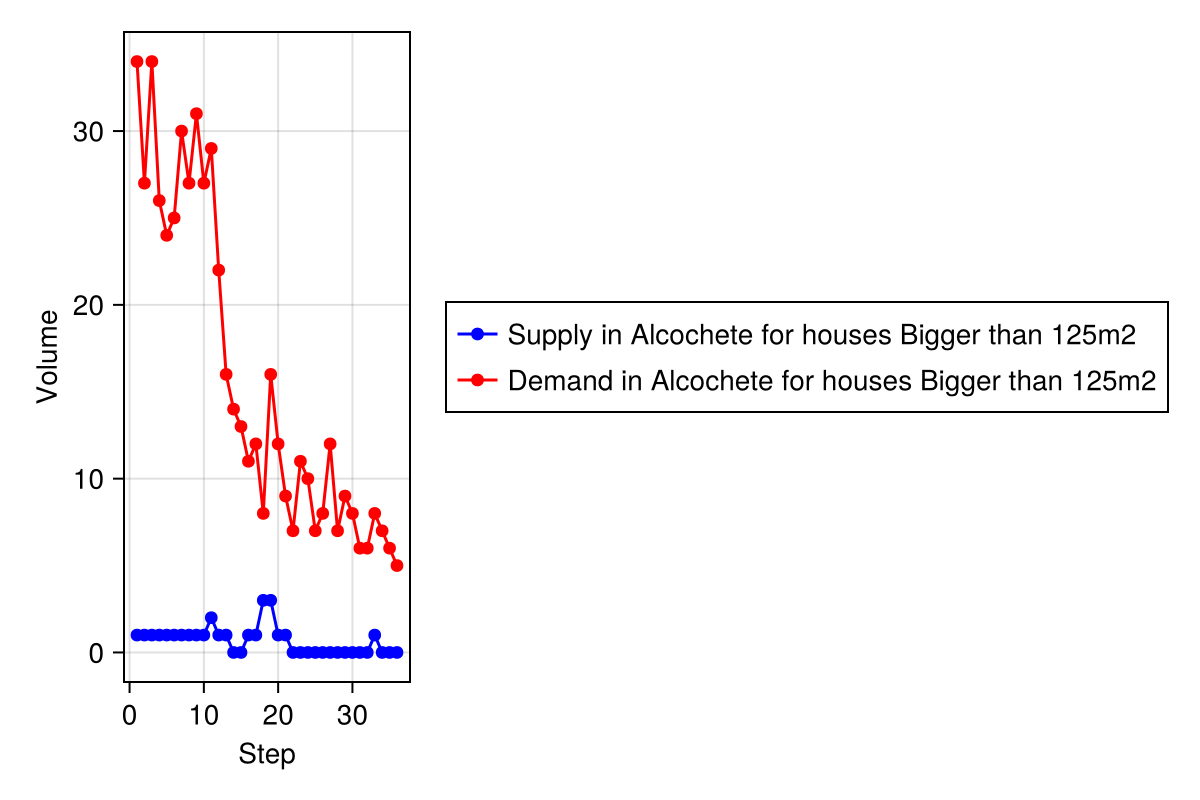 30
20
10
0
Volume
0 10 20 30
Step
Supply in Alcochete for houses Bigger than 125m2
Demand in Alcochete for houses Bigger than 125m2